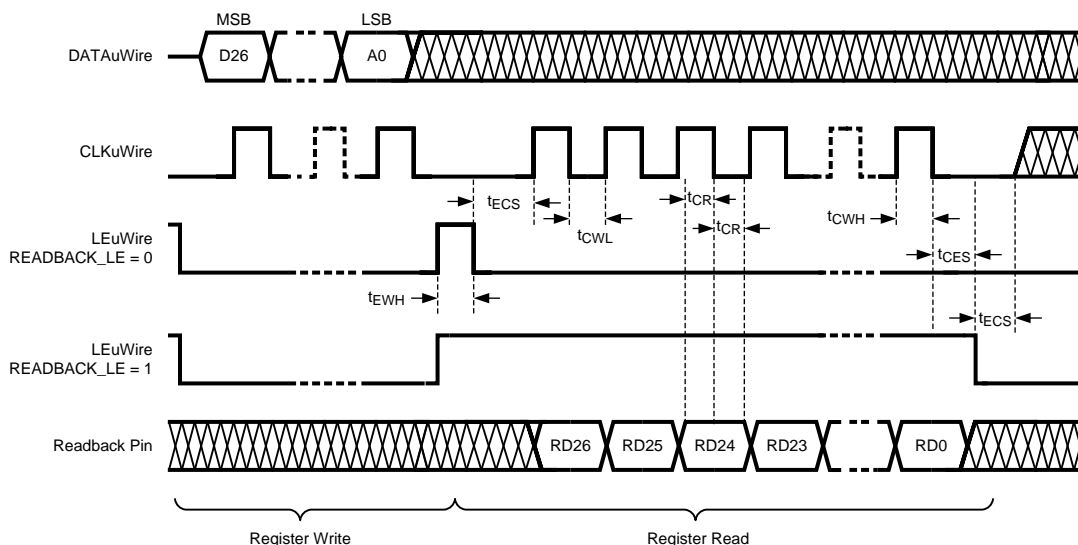 MSB LSB
DATAuWire D26 A0
CLKuWire
tECS tCWL tCR tCR tCWH
LEuWire
READBACK_LE = 0
tCES
tEWH tECS
LEuWire
READBACK_LE = 1
Readback Pin RD26 RD25 RD24 RD23 RD0
Register Write Register Read